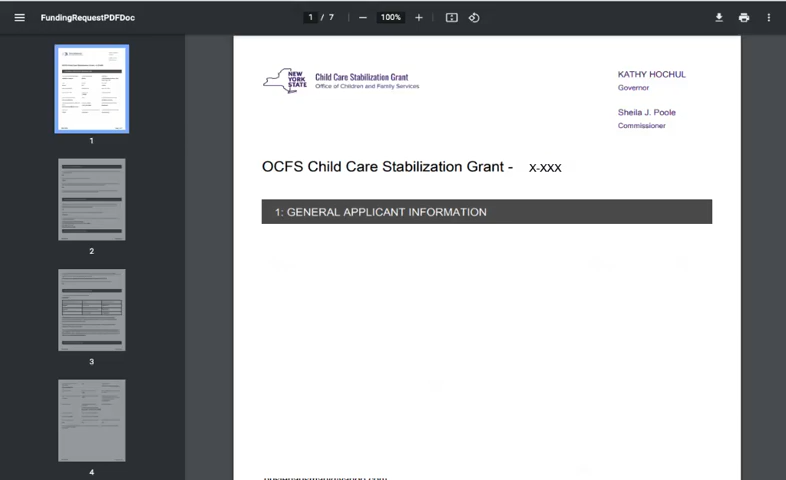 FundingRequestPDFDoc
1 / 7
100%
KATHY HOCHUL
Governor
NEW
YORK
STATE
Child Care Stabilization Grant
Office of Children and Family Services
Sheila J. Poole
Commissioner
OCFS Child Care Stabilization Grant - X-XXX
1: GENERAL APPLICANT INFORMATION
1
2
3
4